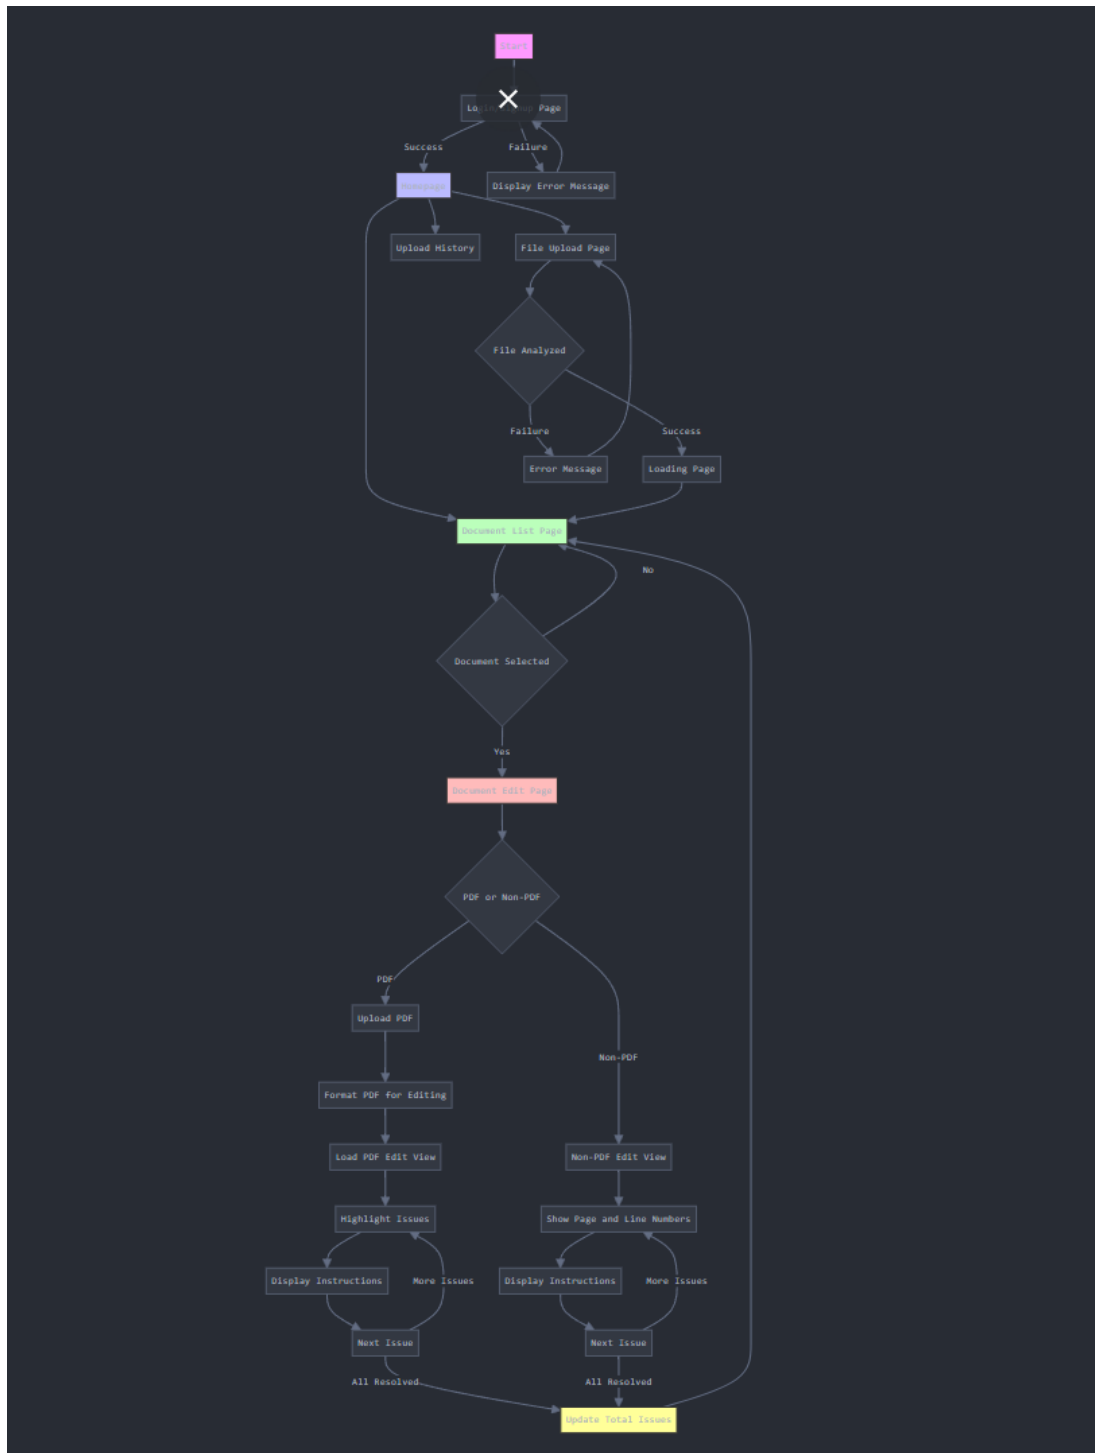 Start
Page
Success
Failure
Homepage
Display Error Message
Upload History
File Upload Page
File Analyzed
Failure
Success
Error Message
Loading Page
Document List Page
No
Document Selected
Yes
Document Edit Page
PDF or Non-PDF
PDF
Upload PDF
Non-PDF
Format PDF for Editing
Load PDF Edit View
Non-PDF Edit View
Highlight Issues
Show Page and Line Numbers
Display Instructions
More Issues
Display Instructions
More Issues
Next Issue
Next Issue
All Resolved
All Resolved
Update Total Issues